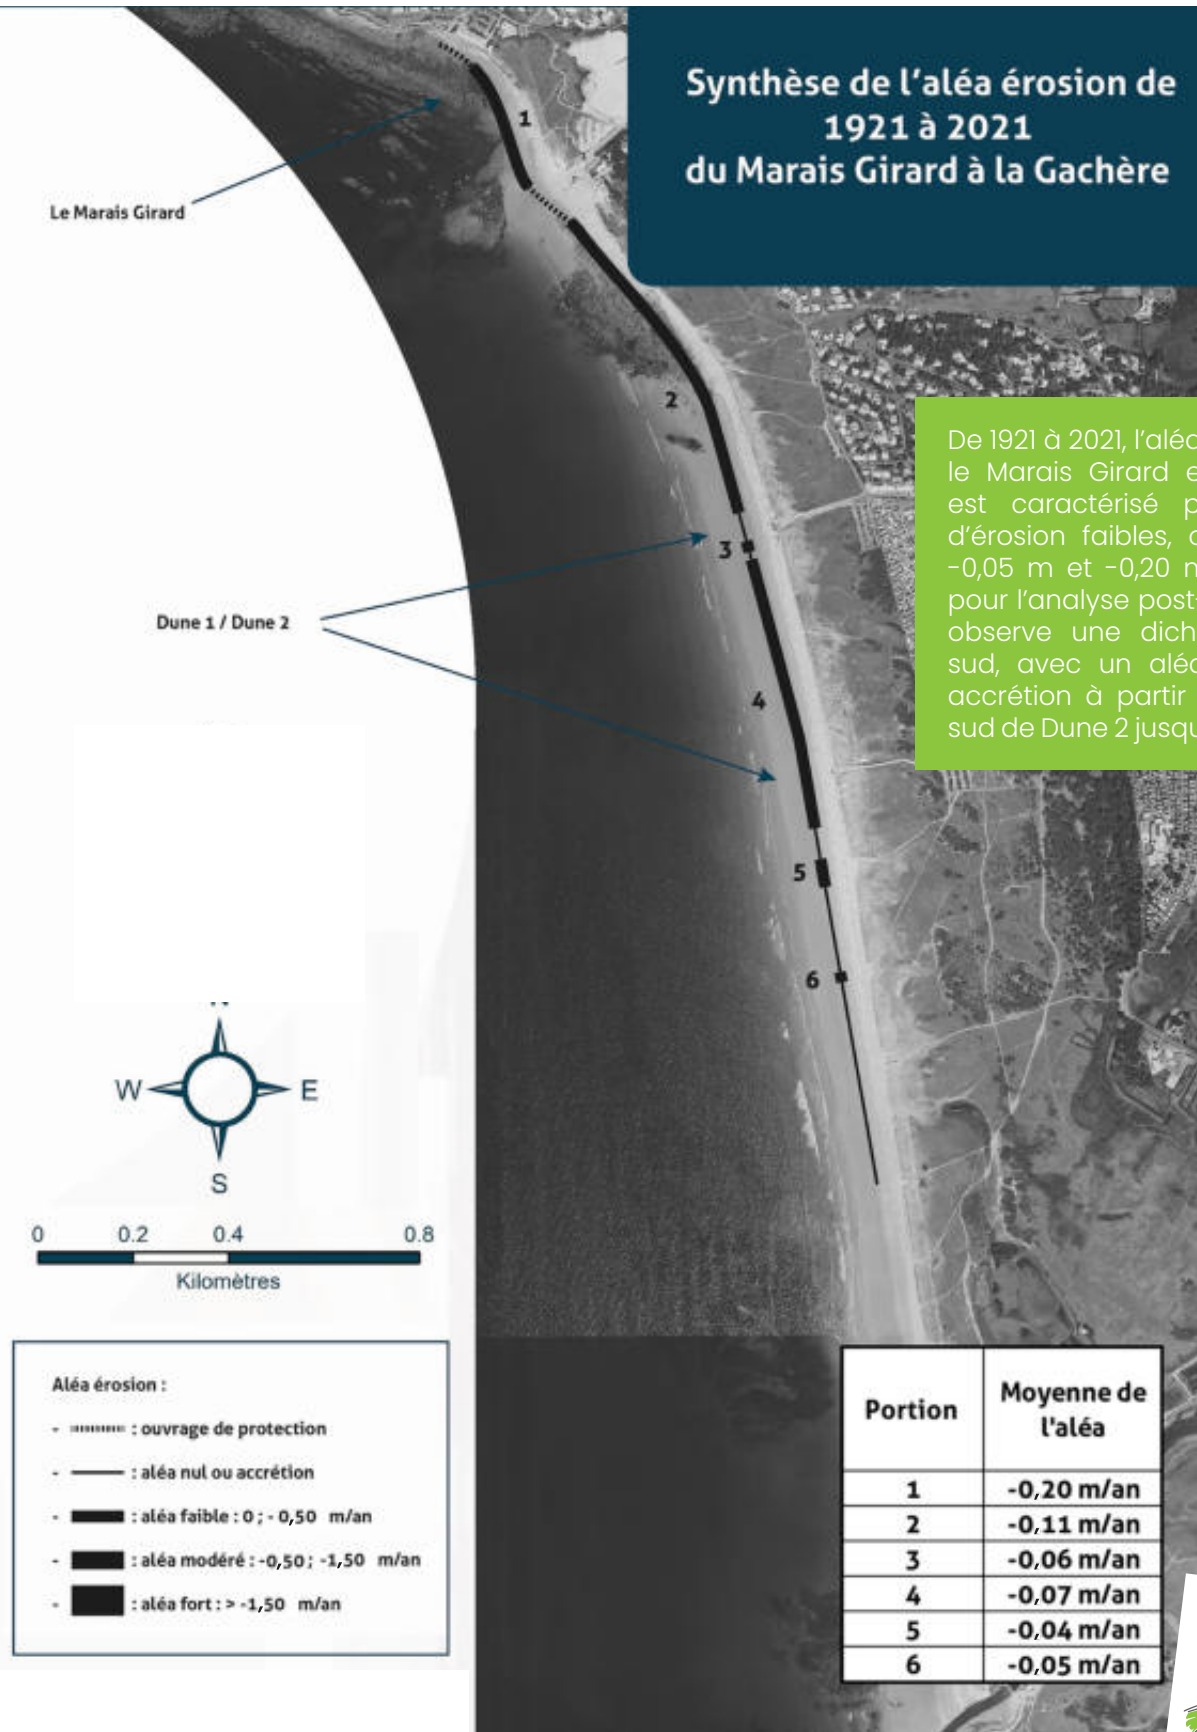 Synthèse de l'aléa érosion de
1921 à 2021
du Marais Girard à la Gachère
1
Le Marais Girard
2
De 1921 à 2021, l'aléa
le Marais Girard e
est caractérisé p
d'érosion faibles, c
-0,05 m et -0,20 m
pour l'analyse post-
observe une dich
sud, avec un aléa
accrétion à partir
sud de Dune 2 jusqu
3
Dune 1 / Dune 2
4
5
6
W E
S
0 0.2 0.4 0.8
Kilomètres
Aléa érosion :
- : ouvrage de protection
- : aléa nul ou accrétion
- : aléa faible : 0 ; - 0,50 m/an
- : aléa modéré : -0,50 ; -1,50 m/an
- : aléa fort : > -1,50 m/an
Portion Moyenne de
l'aléa
1 -0,20 m/an
2 -0,11 m/an
3 -0,06 m/an
4 -0,07 m/an
5 -0,04 m/an
6 -0,05 m/an